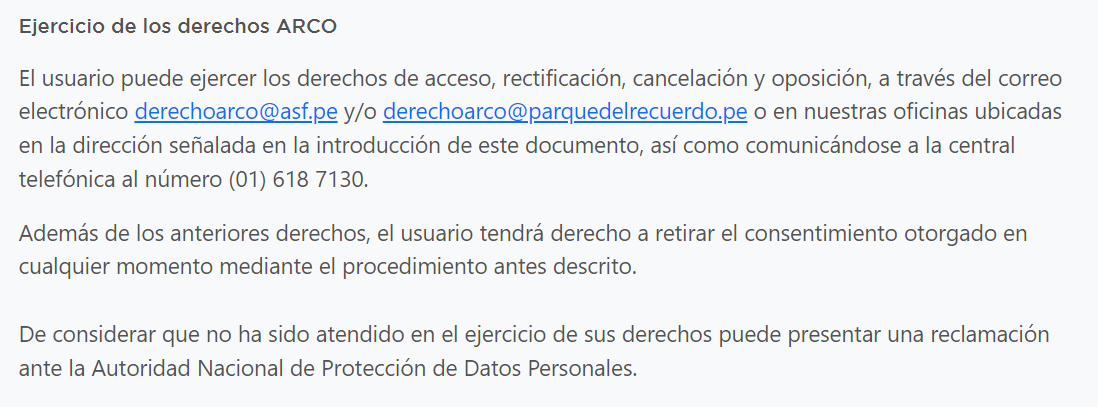 Ejercicio de los derechos ARCO
El usuario puede ejercer los derechos de acceso, rectificación, cancelación y oposición, a través del correo
electrónico derechoarco@asf.pe y/o derechoarco@parquedelrecuerdo.pe o en nuestras oficinas ubicadas
en la dirección señalada en la introducción de este documento, así como comunicándose a la central
telefónica al número (01) 618 7130.
Además de los anteriores derechos, el usuario tendrá derecho a retirar el consentimiento otorgado en
cualquier momento mediante el procedimiento antes descrito.
De considerar que no ha sido atendido en el ejercicio de sus derechos puede presentar una reclamación
ante la Autoridad Nacional de Protección de Datos Personales.